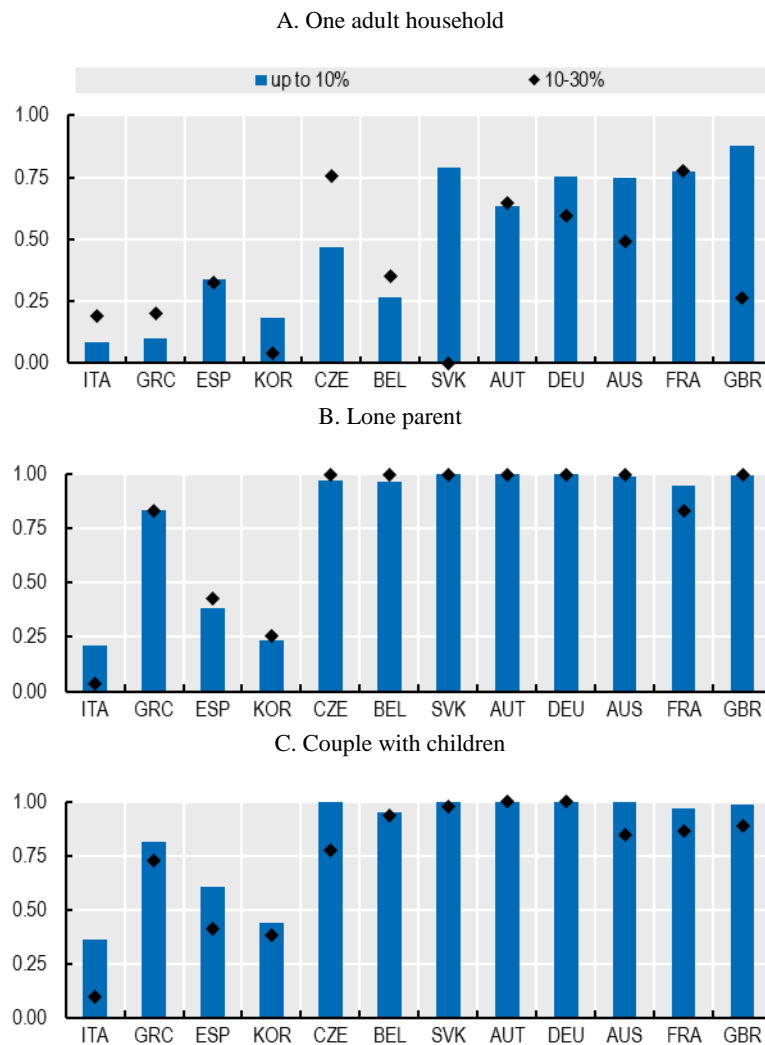 A. One adult household
up to 10% 10-30%
1.00
0.75
0.50
0.25
0.00
ITA GRC ESP KOR CZE BEL SVK AUT DEU AUS FRA GBR
B. Lone parent
1.00
0.75
0.50
0.25
0.00
ITA GRC ESP KOR CZE BEL SVK AUT DEU AUS FRA GBR
C. Couple with children
1.00
0.75
0.50
0.25
0.00
ITA GRC ESP KOR CZE BEL SVK AUT DEU AUS FRA GBR